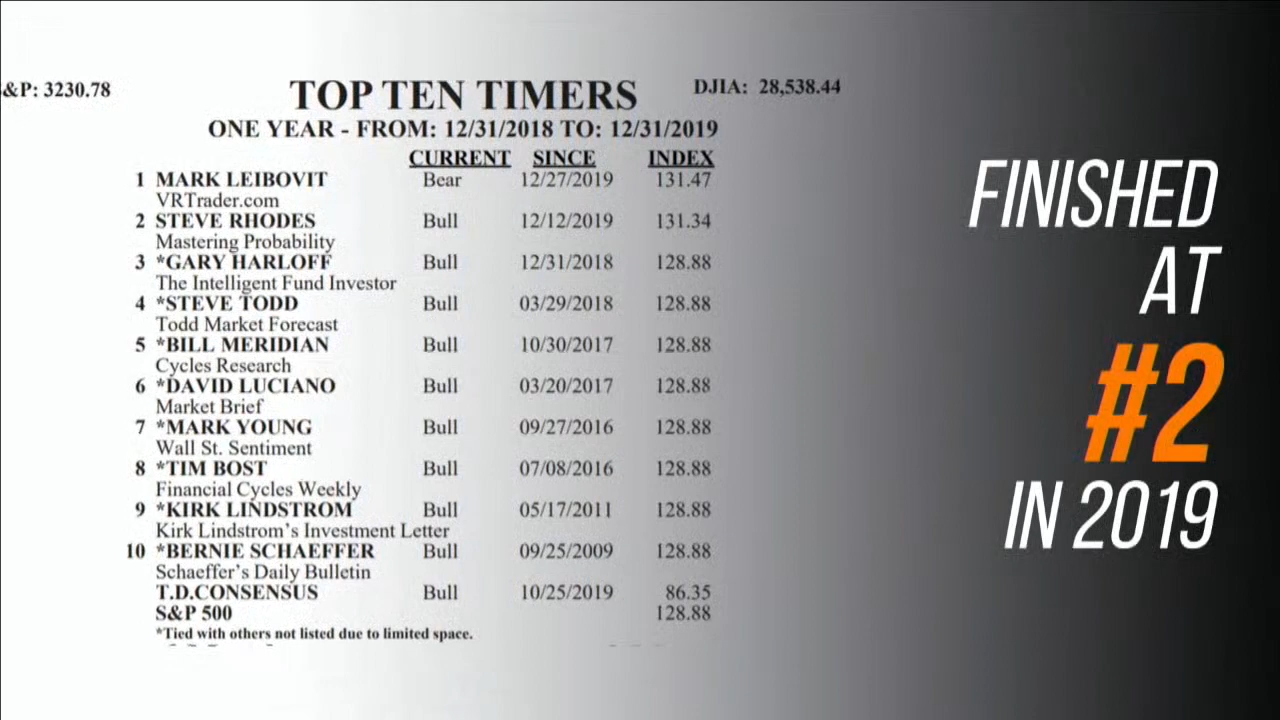 &P: 3230.78
TOP TEN TIMERS
DJIA: 28,538.44
ONE YEAR - FROM: 12/31/2018 TO: 12/31/2019
CURRENT SINCE INDEX
1 MARK LEIBOVIT Bear 12/27/2019 131.47
VRTrader.com
2 STEVE RHODES Bull 12/12/2019 131.34
Mastering Probability
3 *GARY HARLOFF Bull 12/31/2018 128.88
The Intelligent Fund Investor
4 *STEVE TODD Bull 03/29/2018 128.88
Todd Market Forecast
5 *BILL MERIDIAN Bull 10/30/2017 128.88
Cycles Research
6 *DAVID LUCIANO Bull 03/20/2017 128.88
Market Brief
7 *MARK YOUNG Bull 09/27/2016 128.88
Wall St. Sentiment
8 *TIM BOST Bull 07/08/2016 128.88
Financial Cycles Weekly
9 *KIRK LINDSTROM Bull 05/17/2011 128.88
Kirk Lindstrom's Investment Letter
10 *BERNIE SCHAEFFER Bull 09/25/2009 128.88
Schaeffer's Daily Bulletin
T.D.CONSENSUS Bull 10/25/2019 86.35
S&P 500 128.88
*Tied with others not listed due to limited space.
FINISHED
AT
#2
IN 2019